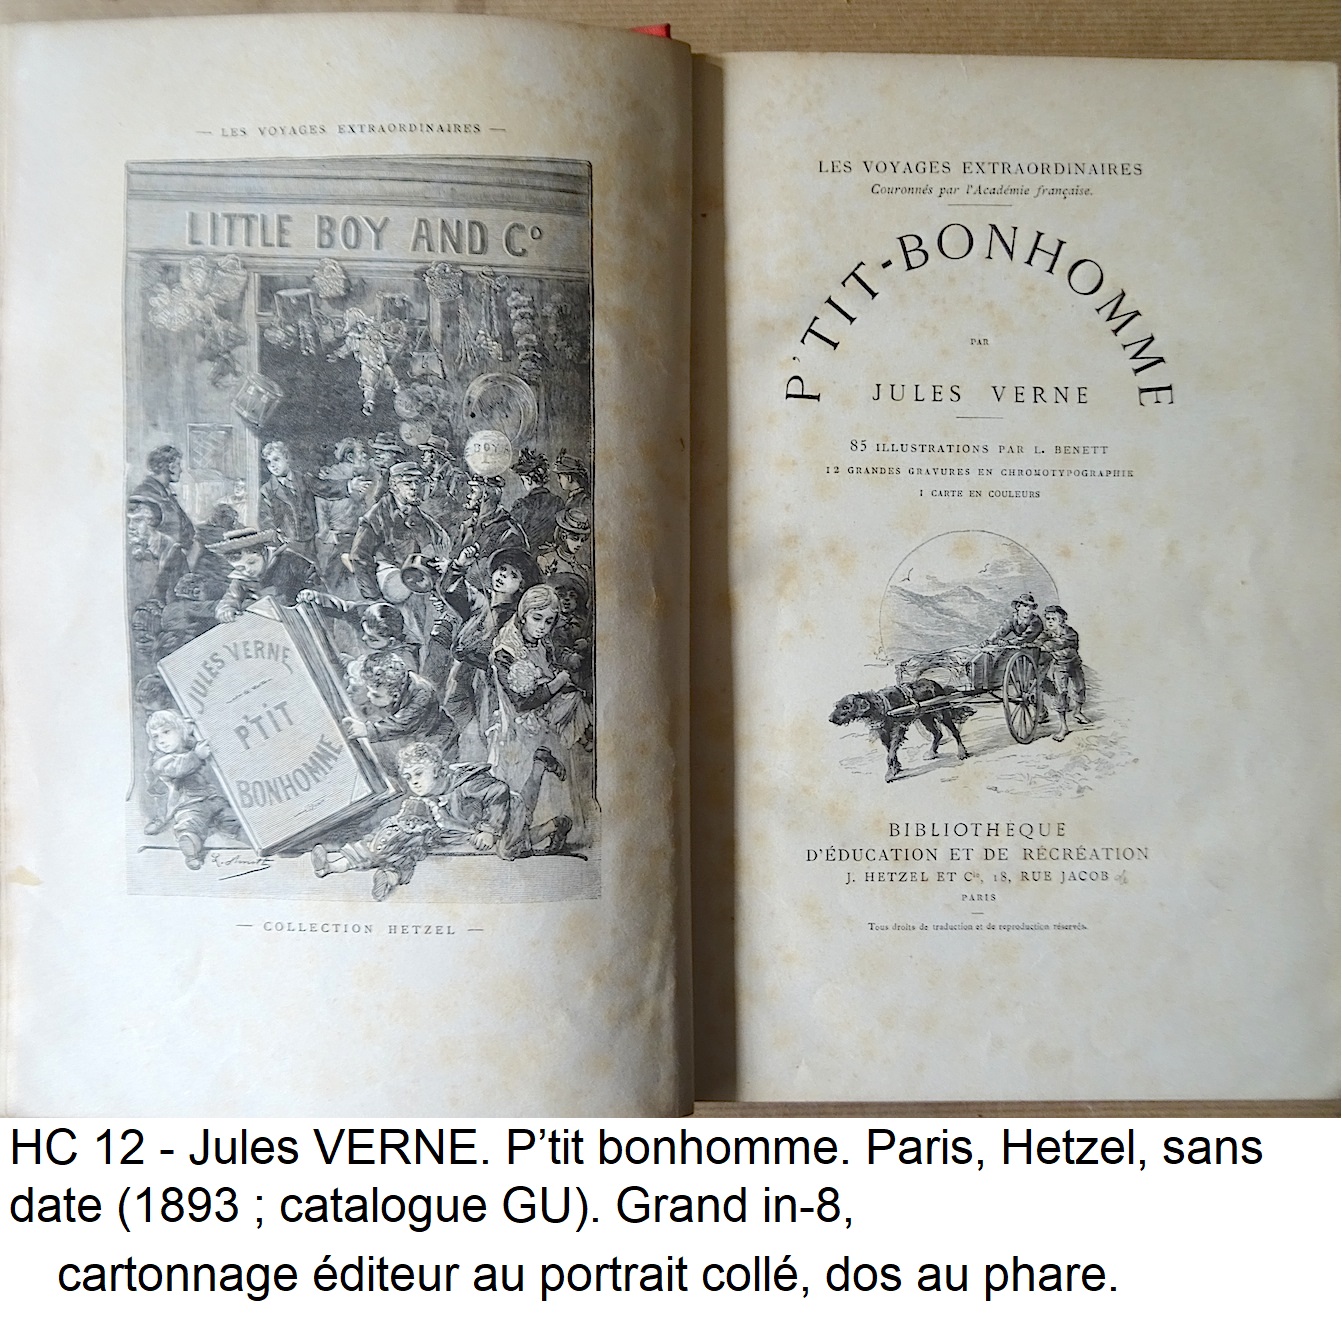 — LES VOYAGES EXTRAORDINAIRES —
LITTLE BOY AND Cº
BOY
JULES VERNE
P'TIT
BONHOMME
L. Benett
— COLLECTION HETZEL —
LES VOYAGES EXTRAORDINAIRES
Couronnés par l'Académie française.
P'TIT-BONHOMME
PAR
JULES VERNE
85 ILLUSTRATIONS PAR L. BENETT
12 GRANDES GRAVURES EN CHROMOTYPOGRAPHIE
1 CARTE EN COULEURS
BIBLIOTHEQUE
D'ÉDUCATION ET DE RÉCRÉATION
J. HETZEL ET Cie, 18, RUE JACOB
PARIS
Tous droits de traduction et de reproduction réservés.
HC 12 - Jules VERNE. P’tit bonhomme. Paris, Hetzel, sans
date (1893 ; catalogue GU). Grand in-8,
cartonnage éditeur au portrait collé, dos au phare.